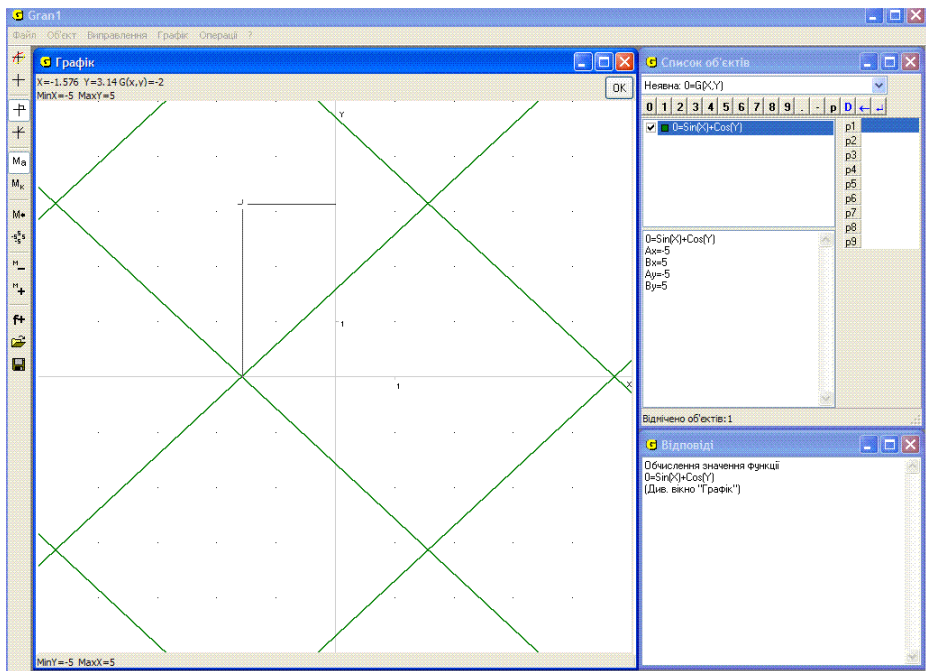 Gran1
Файл Об'єкт Виправлення Графік Операції ?
Графік
X=-1.576 Y=3.14 G(x,y)=-2
MinX=-5 MaxY=5
OK
Y
1
1
X
MinY=-5 MaxX=5
Ma
Mк
M
M
M
f+
Список об'єктів
Неявна: 0=G(X,Y)
0 1 2 3 4 5 6 7 8 9 . - p D
0=Sin(X)+Cos(Y)
p1
p2
p3
p4
p5
p6
p7
p8
p9
0=Sin(X)+Cos(Y)
Ax=-5
Bx=5
Ay=-5
By=5
Відмічено об'єктів:1
Відповіді
Обчислення значення функції
0=Sin(X)+Cos(Y)
(Див. вікно "Графік")